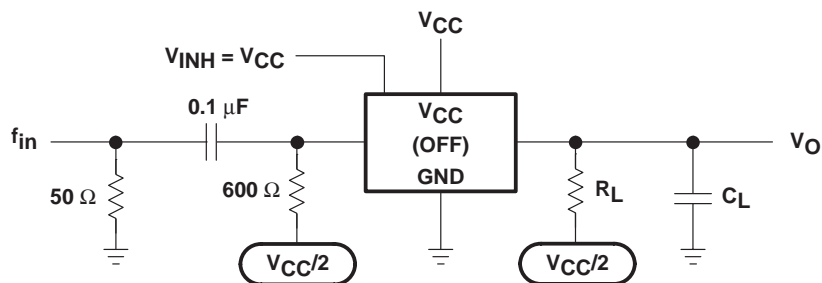 VCC
VINH = VCC
0.1 μF
fin
VCC
(OFF)
GND
VO
50 Ω
600 Ω
RL
CL
VCC/2
VCC/2